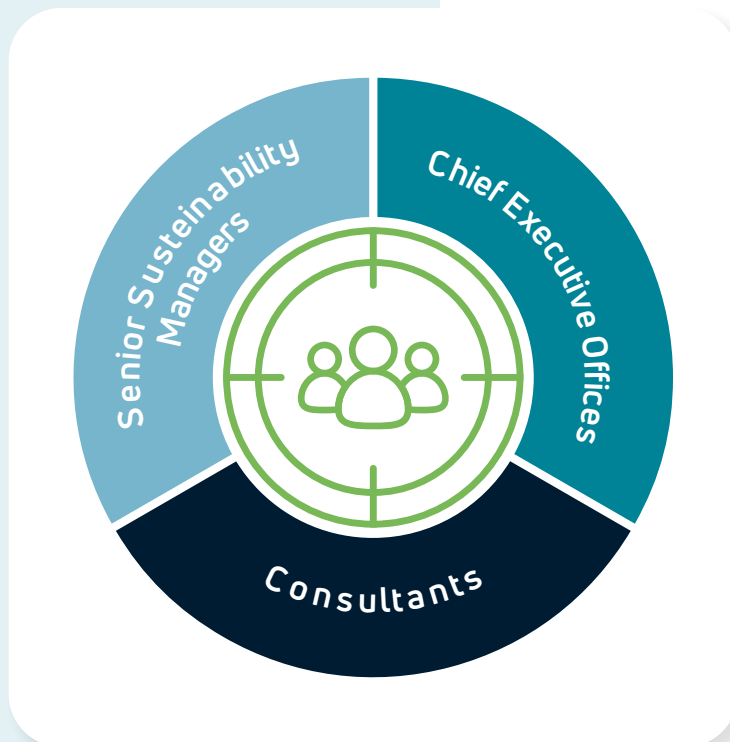 Senior Susteinability
Managers
Chief Executive Offices
Consultants